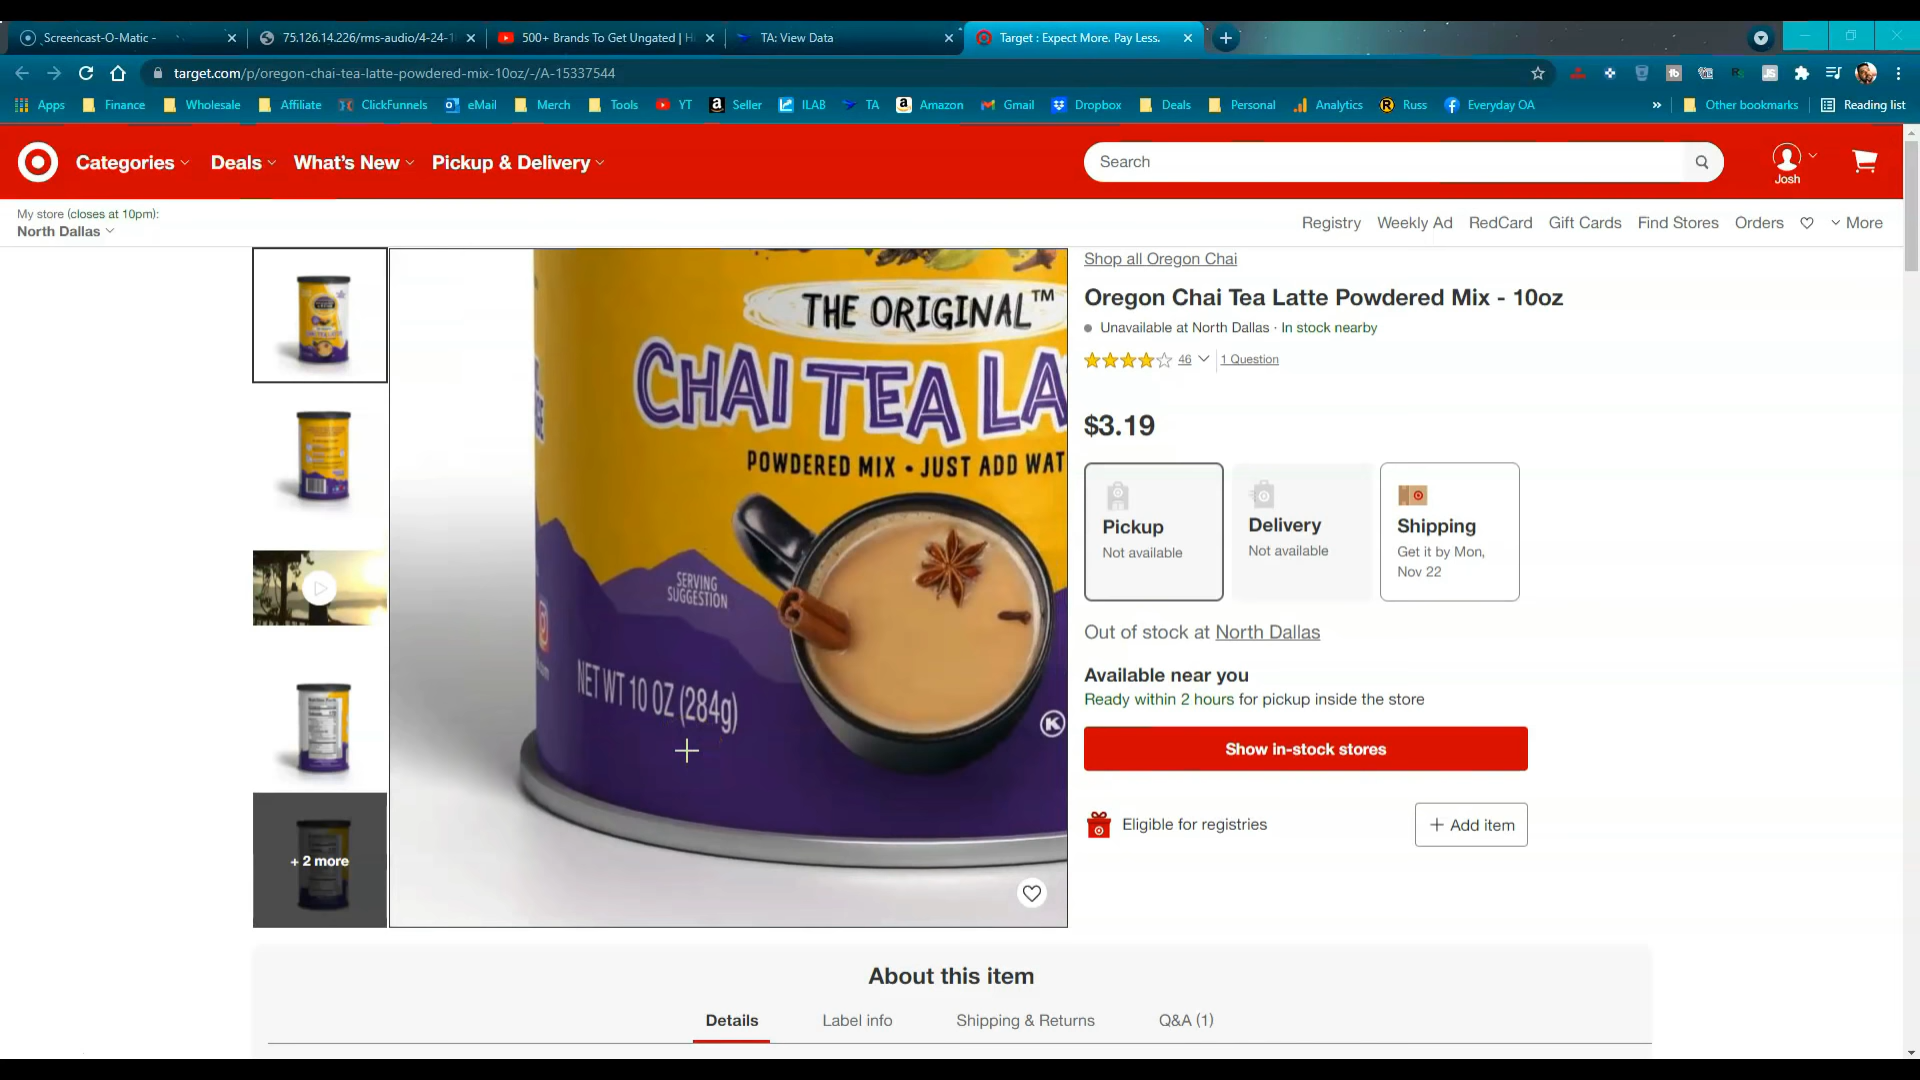 Screencast-O-Matic -
75.126.14.226/rms-audio/4-24-1
500+ Brands To Get Ungated | H
TA: View Data
Target : Expect More. Pay Less.
target.com/p/oregon-chai-tea-latte-powdered-mix-10oz/-/A-15337544
Apps
Finance
Wholesale
Affiliate
ClickFunnels
eMail
Merch
Tools
YT
Seller
ILAB
TA
Amazon
Gmail
Dropbox
Deals
Personal
Analytics
Russ
Everyday OA
»
Other bookmarks
Reading list
Categories
Deals
What's New
Pickup & Delivery
Search
Josh
My store (closes at 10pm):
North Dallas
Registry
Weekly Ad
RedCard
Gift Cards
Find Stores
Orders
More
+ 2 more
THE ORIGINAL™
CHAI TEA LA
POWDERED MIX • JUST ADD WAT
SERVING
SUGGESTION
NET WT 10 OZ (284g)
K
Shop all Oregon Chai
Oregon Chai Tea Latte Powdered Mix - 10oz
Unavailable at North Dallas · In stock nearby
46
1 Question
$3.19
Pickup
Not available
Delivery
Not available
Shipping
Get it by Mon,
Nov 22
Out of stock at North Dallas
Available near you
Ready within 2 hours for pickup inside the store
Show in-stock stores
Eligible for registries
+ Add item
About this item
Details
Label info
Shipping & Returns
Q&A (1)